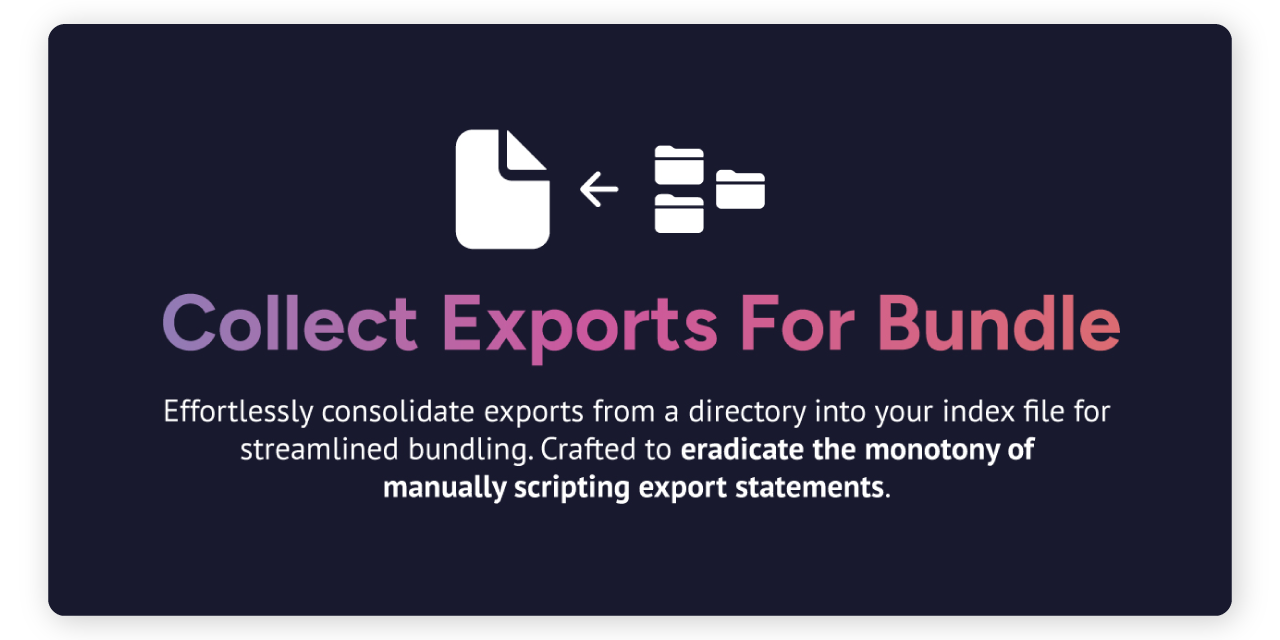 Collect Exports For Bundle
Effortlessly consolidate exports from a directory into your index file for
streamlined bundling. Crafted to eradicate the monotony of
manually scripting export statements.